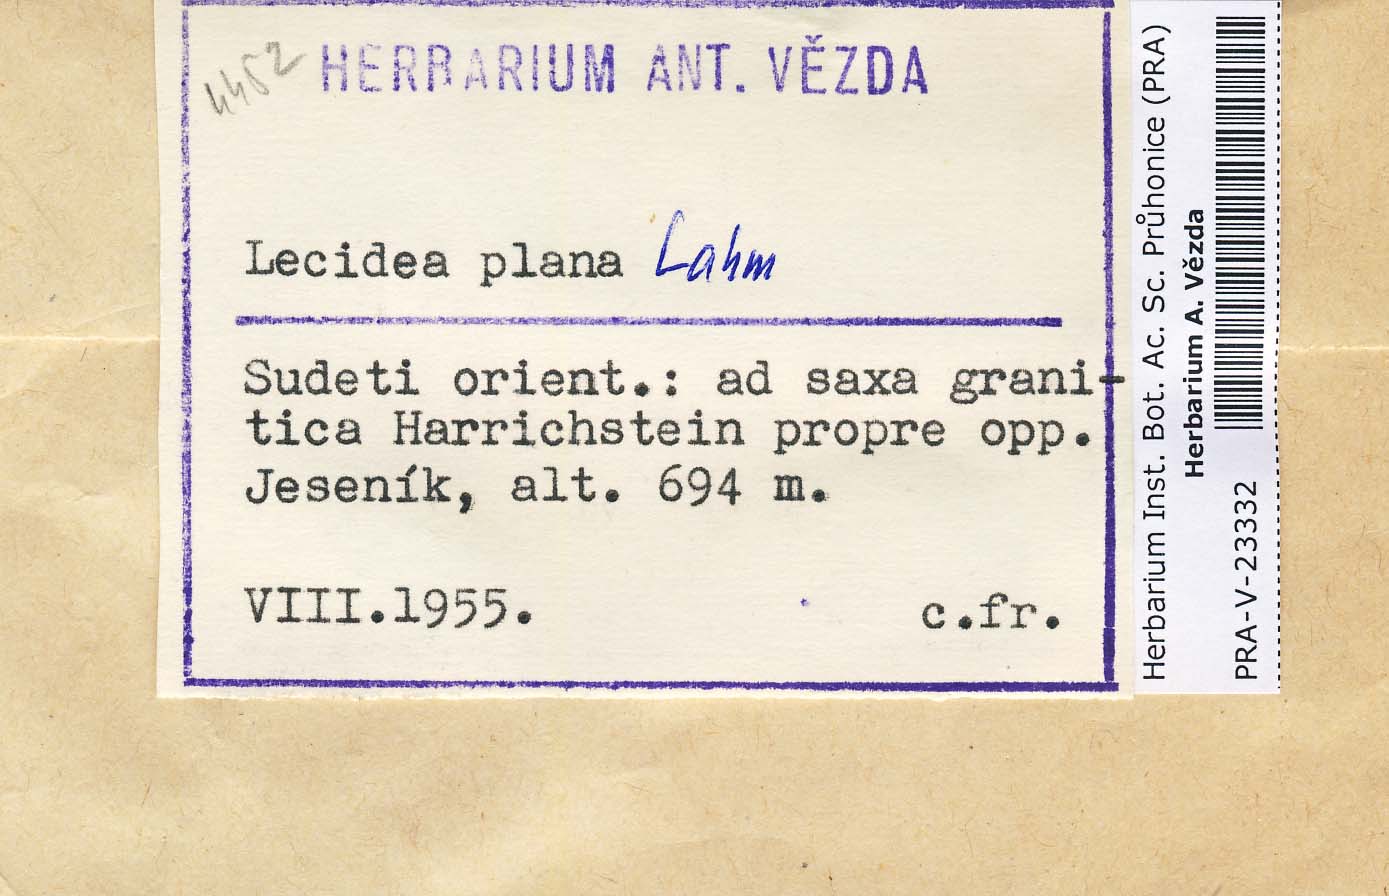 4452
HERBARIUM ANT. VĚZDA
Lecidea plana Lahm
Sudeti orient.: ad saxa grani-
tica Harrichstein propre opp.
Jeseník, alt. 694 m.
VIII.1955.
c.fr.
Herbarium Inst. Bot. Ac. Sc. Průhonice (PRA)
Herbarium A. Vězda
PRA-V-23332